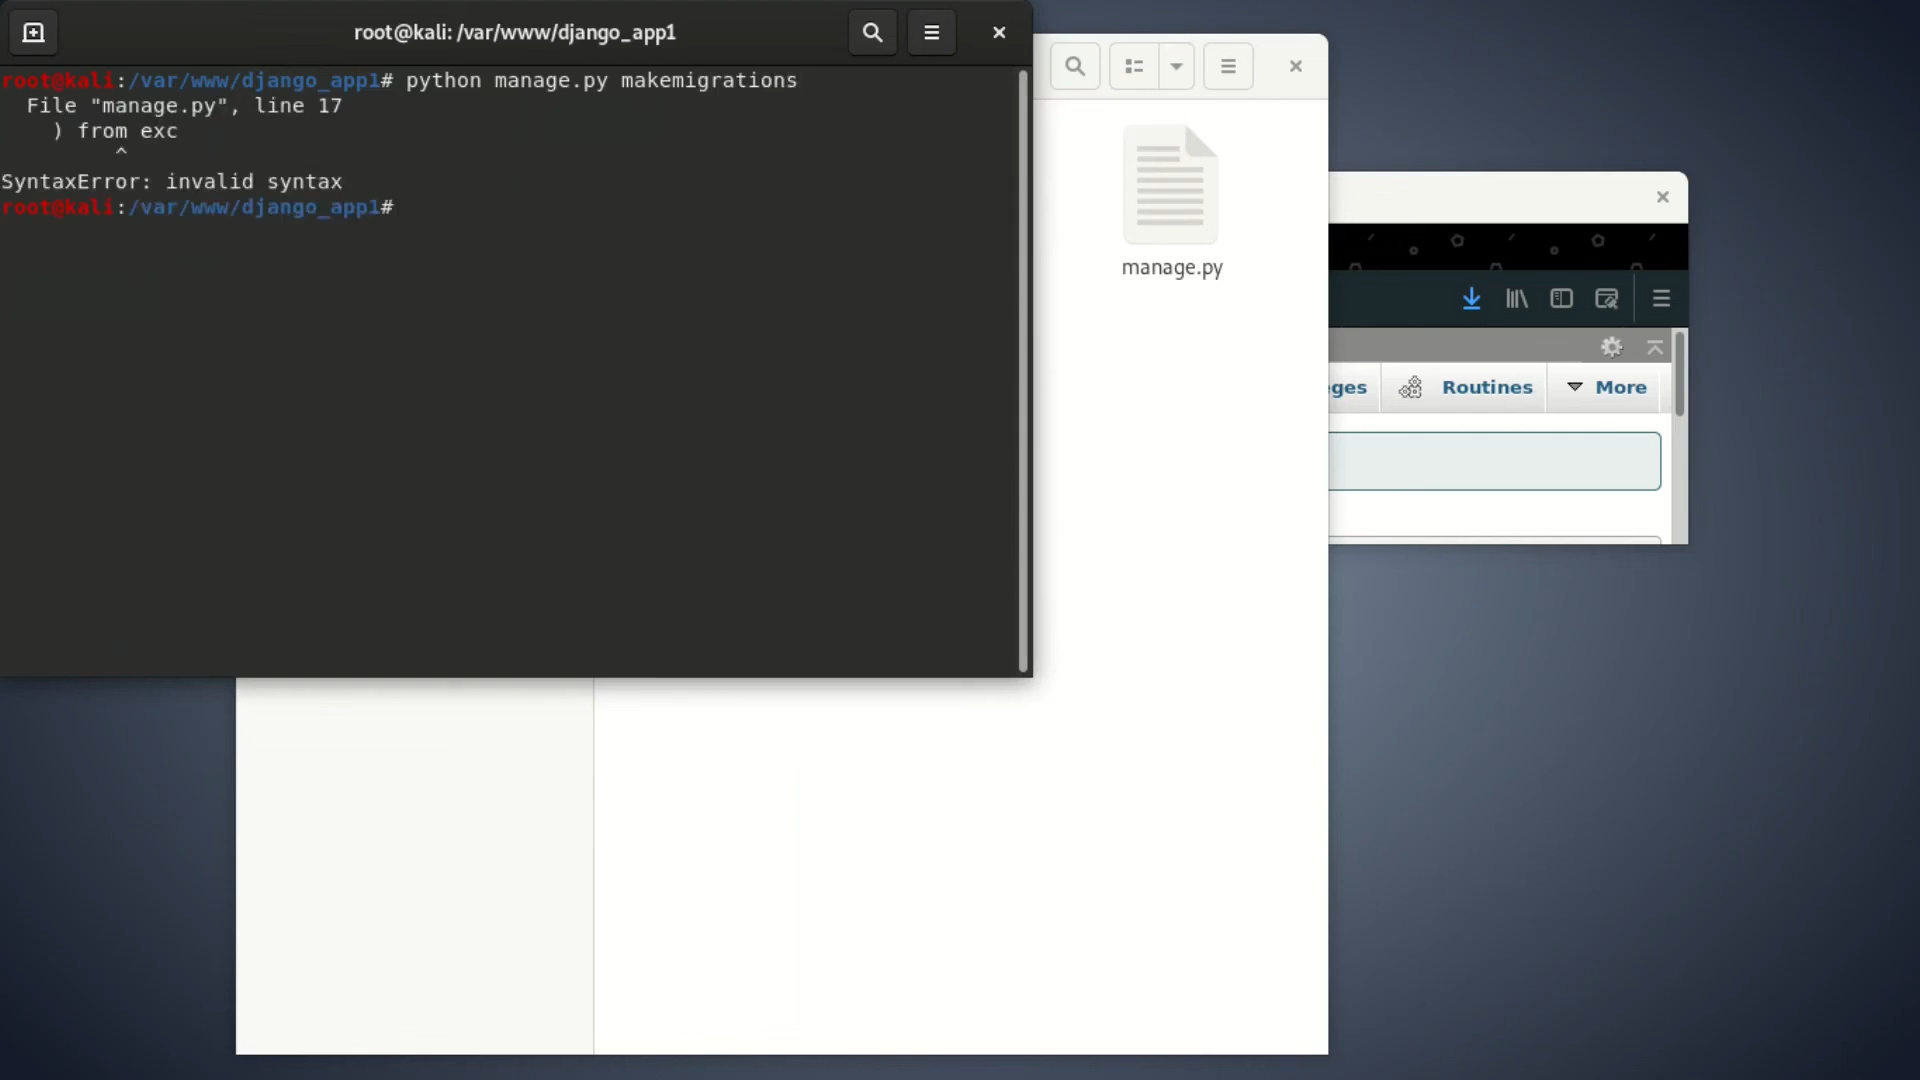 root@kali: /var/www/django_app1
root@kali:/var/www/django_app1# python manage.py makemigrations
  File "manage.py", line 17
    ) from exc
         ^
SyntaxError: invalid syntax
root@kali:/var/www/django_app1#
manage.py
Routines
More